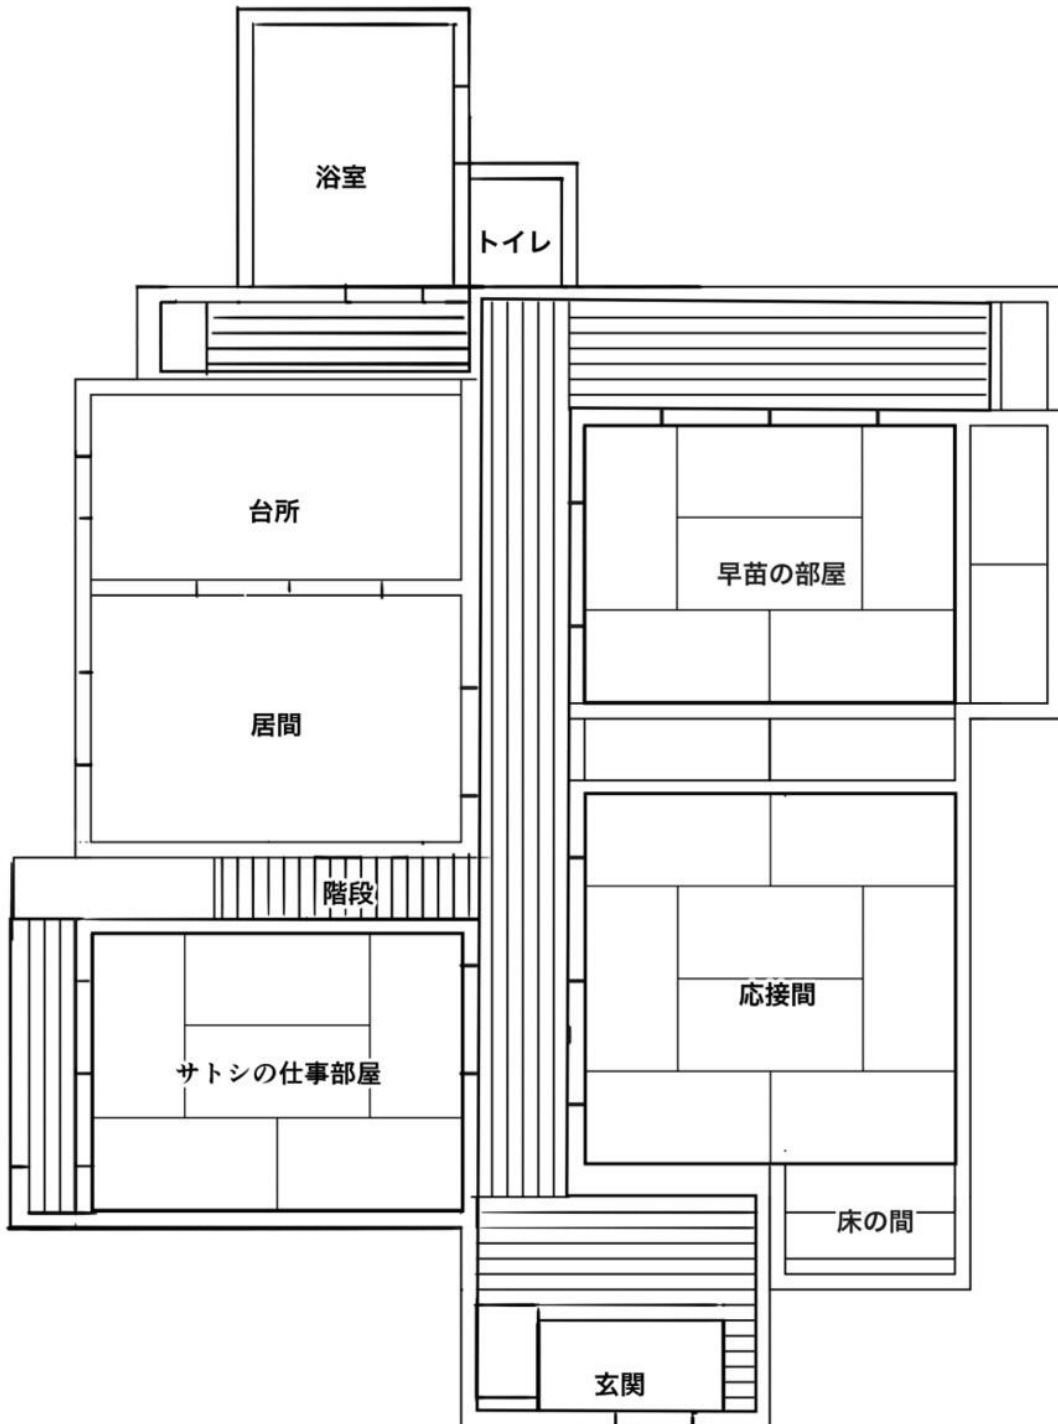 浴室
トイレ
台所
早苗の部屋
居間
階段
応接間
サトシの仕事部屋
床の間
玄関